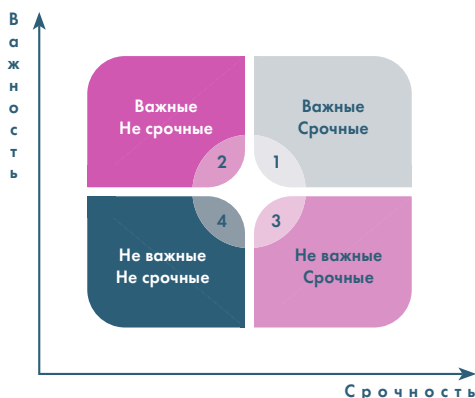 Важность
Важные
Не срочные
2
Важные
Срочные
1
Не важные
Не срочные
4
Не важные
Срочные
3
Срочность